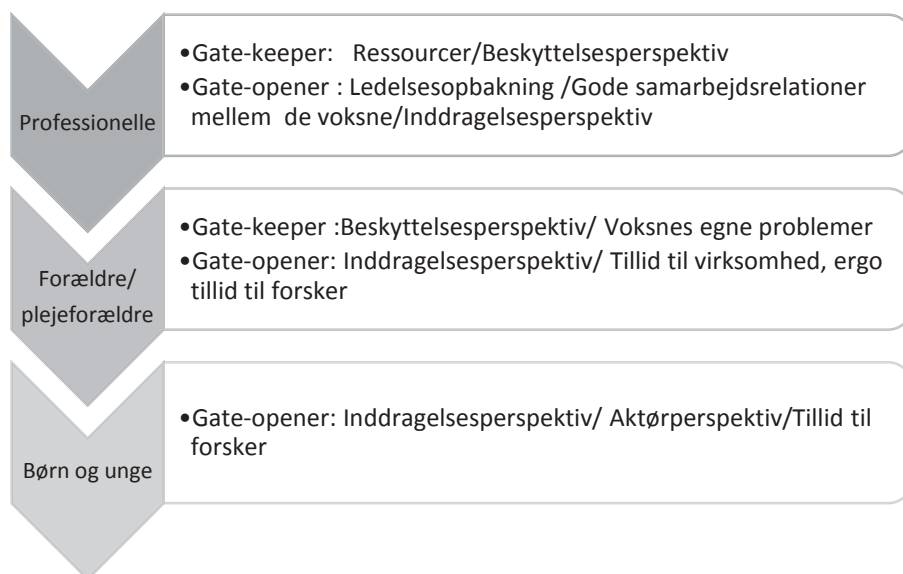 Professionelle
•Gate-keeper:   Ressourcer/Beskyttelsesperspektiv
•Gate-opener : Ledelsesopbakning /Gode samarbejdsrelationer
mellem  de voksne/Inddragelsesperspektiv
Forældre/
plejeforældre
•Gate-keeper :Beskyttelsesperspektiv/ Voksnes egne problemer
•Gate-opener: Inddragelsesperspektiv/ Tillid til virksomhed, ergo
tillid til forsker
Børn og unge
•Gate-opener: Inddragelsesperspektiv/ Aktørperspektiv/Tillid til
forsker